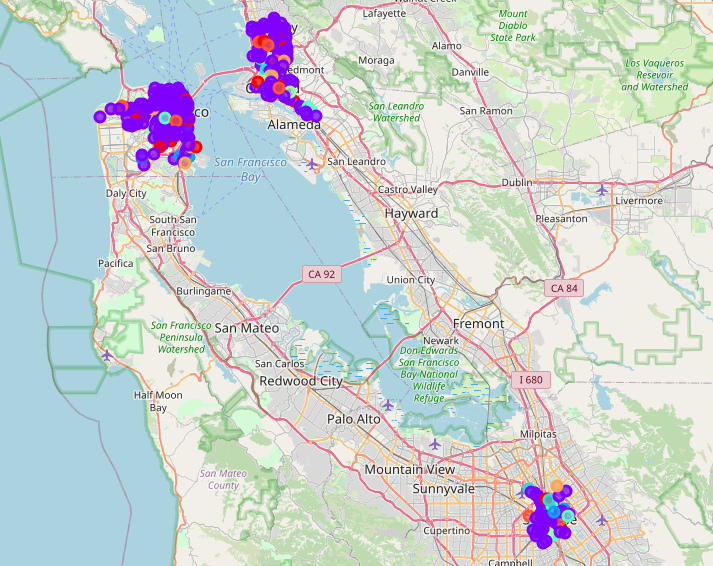 Lafayette
Walnut Creek
Mount
Diablo
State Park
Alamo
Moraga
Danville
Los Vaqueros
Resevoir
and Watershed
San Leandro
Watershed
San Ramon
Alameda
San Francisco
Bay
San Leandro
Castro Valley
Dublin
Livermore
Daly City
Hayward
Pleasanton
South San
Francisco
San Bruno
Pacifica
CA 92
Union City
CA 84
Burlingame
San Francisco
Peninsula
Watershed
San Mateo
Fremont
Newark
Don Edwards
San Francisco
Bay National
Wildlife
Refuge
San Carlos
Redwood City
I 680
Half Moon
Bay
Palo Alto
Milpitas
San Mateo
County
Mountain View
Sunnyvale
Cupertino
Campbell